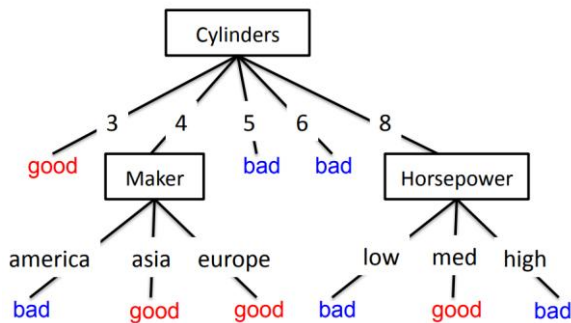 Cylinders
3 4 5 6 8
good bad bad
Maker Horsepower
america asia europe low med high
bad good good bad good bad